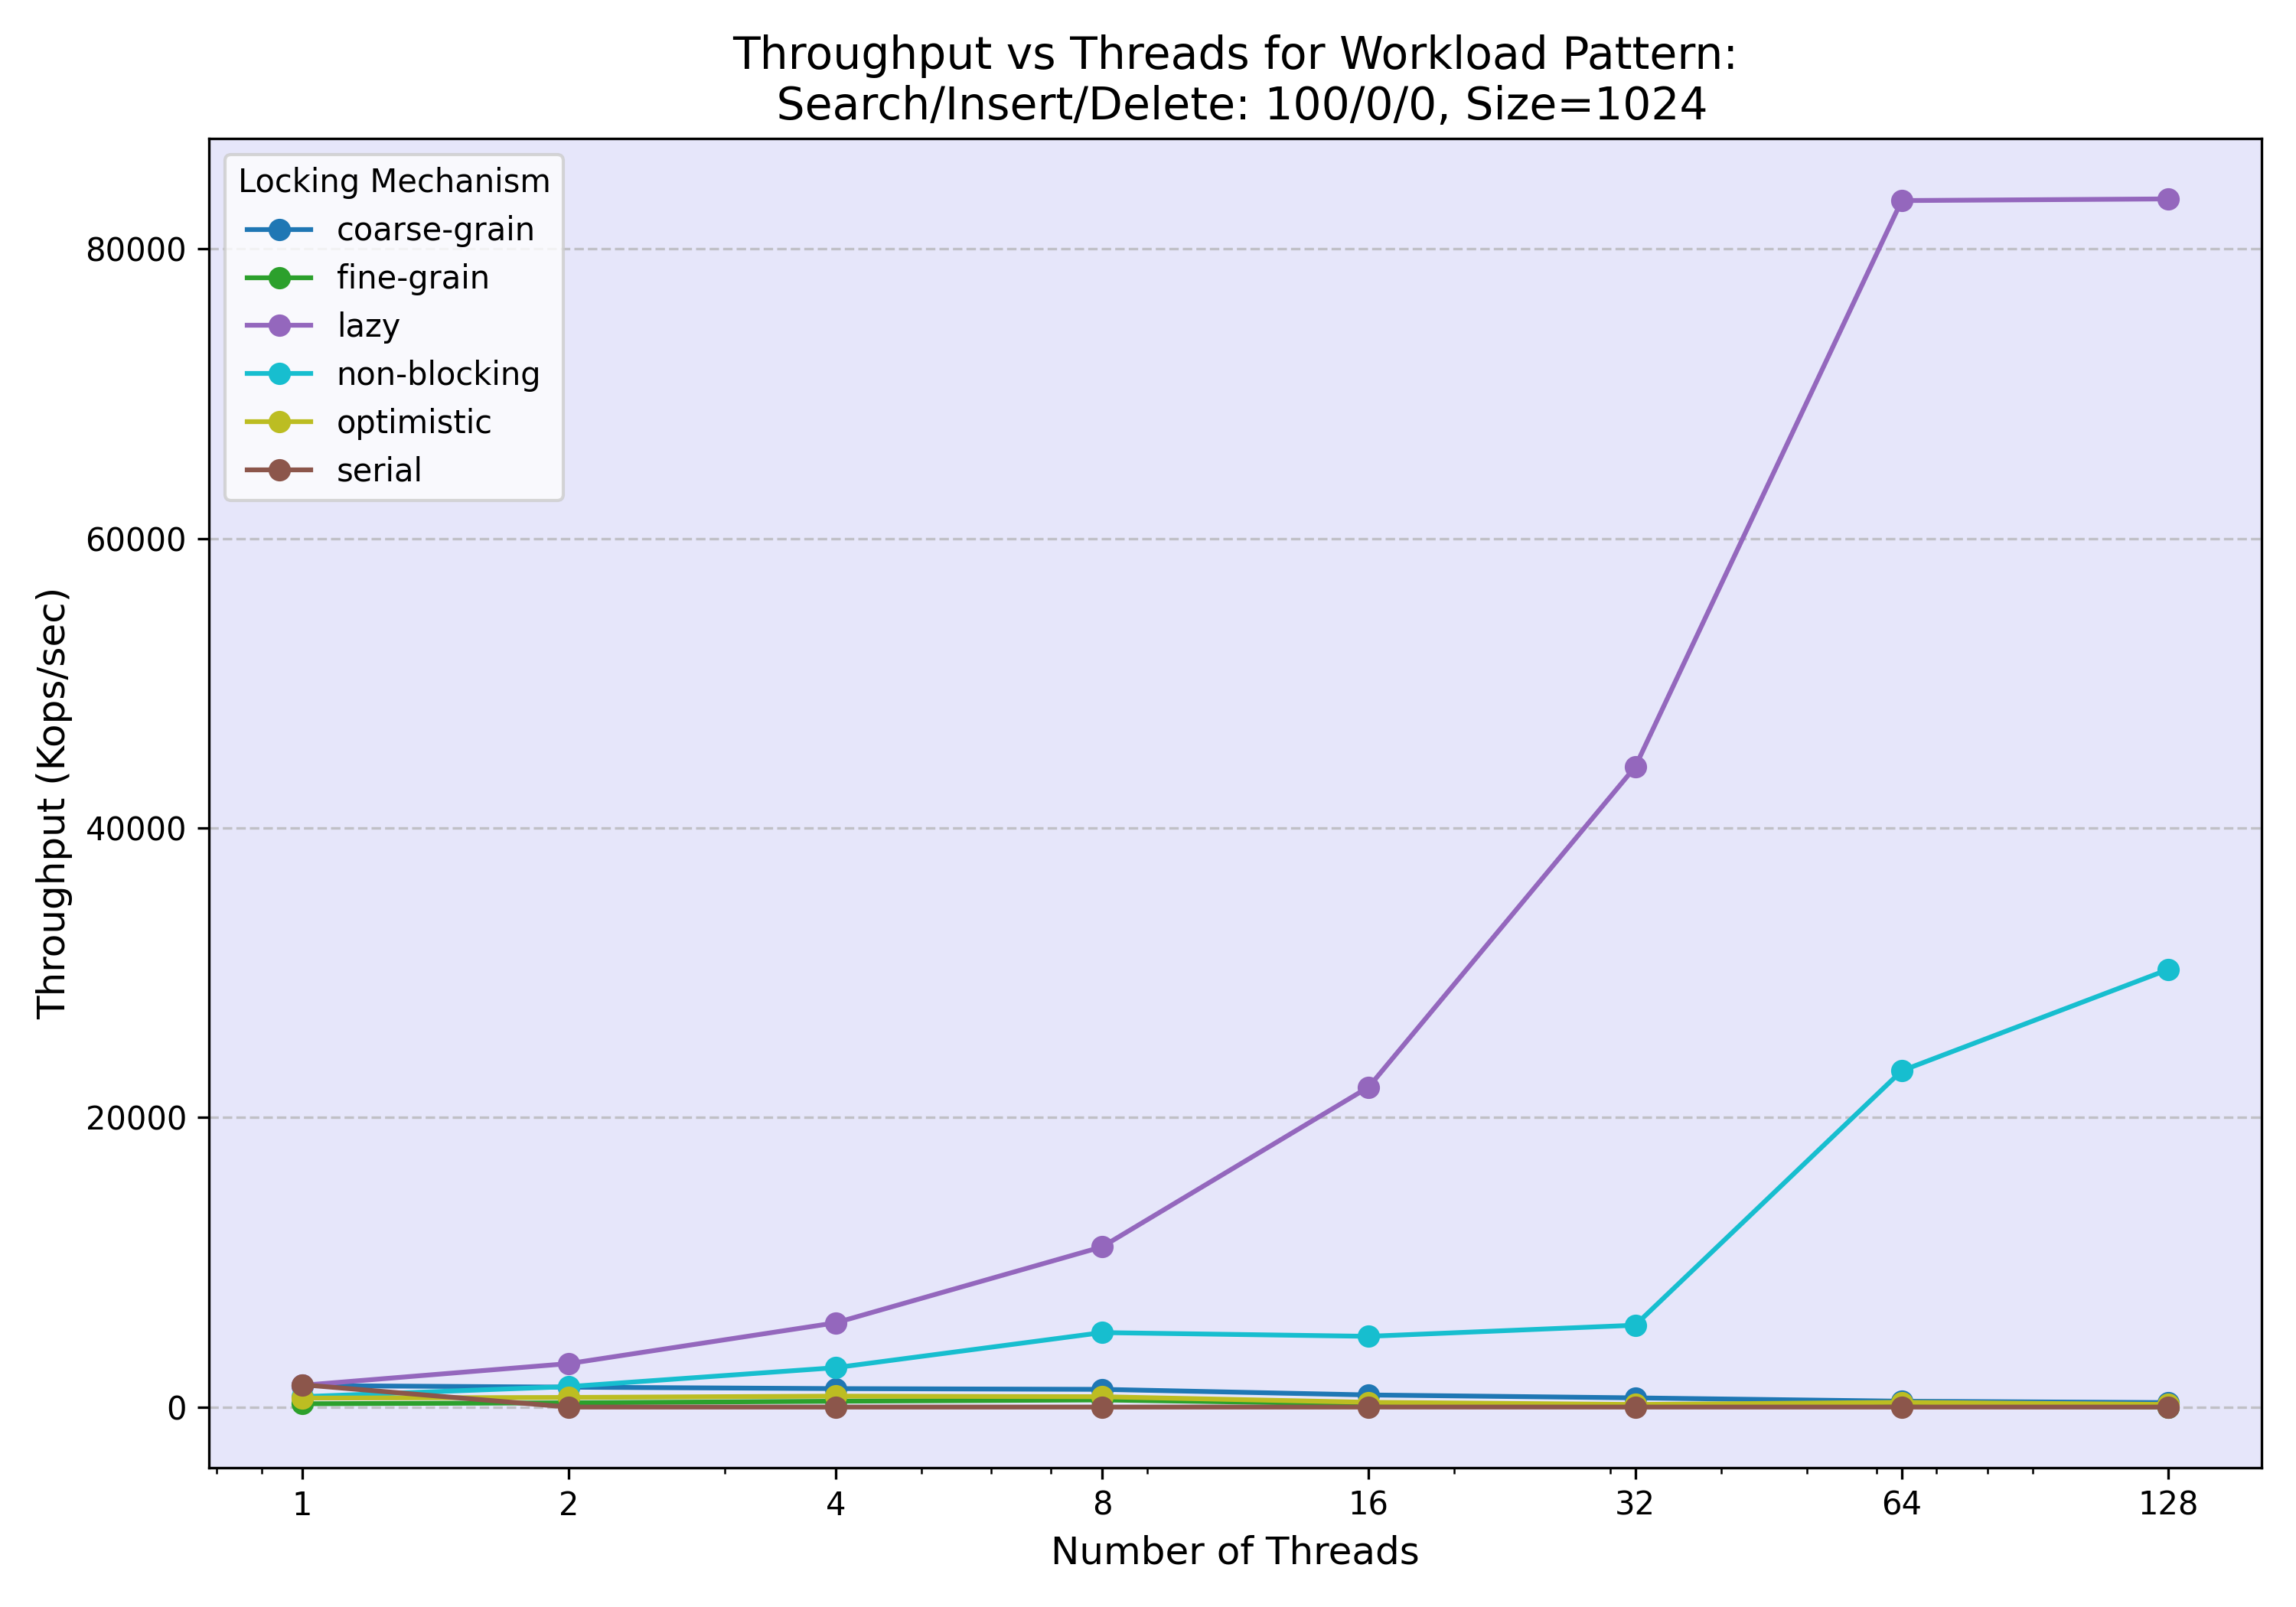 Throughput vs Threads for Workload Pattern:
Search/Insert/Delete: 100/0/0, Size=1024
Locking Mechanism
coarse-grain
fine-grain
lazy
non-blocking
optimistic
serial
Throughput (Kops/sec)
80000
60000
40000
20000
0
1 2 4 8 16 32 64 128
Number of Threads